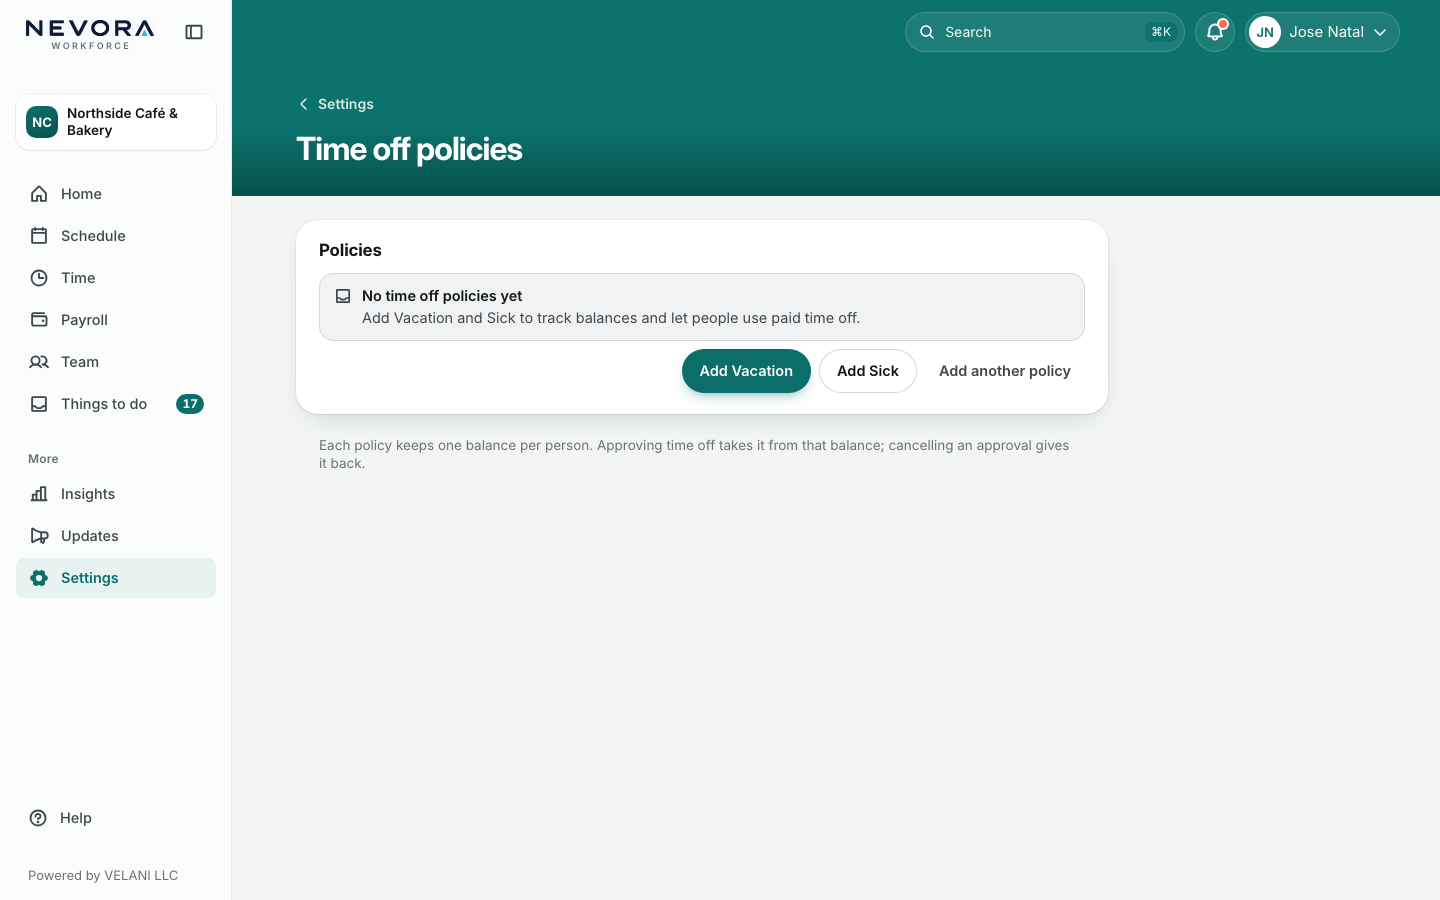 NEVORA
WORKFORCE
Search
⌘K
JN
Jose Natal
NC
Northside Café &
Bakery
Home
Schedule
Time
Payroll
Team
Things to do
17
More
Insights
Updates
Settings
Help
Powered by VELANI LLC
Settings
Time off policies
Policies
No time off policies yet
Add Vacation and Sick to track balances and let people use paid time off.
Add Vacation
Add Sick
Add another policy
Each policy keeps one balance per person. Approving time off takes it from that balance; cancelling an approval gives
it back.